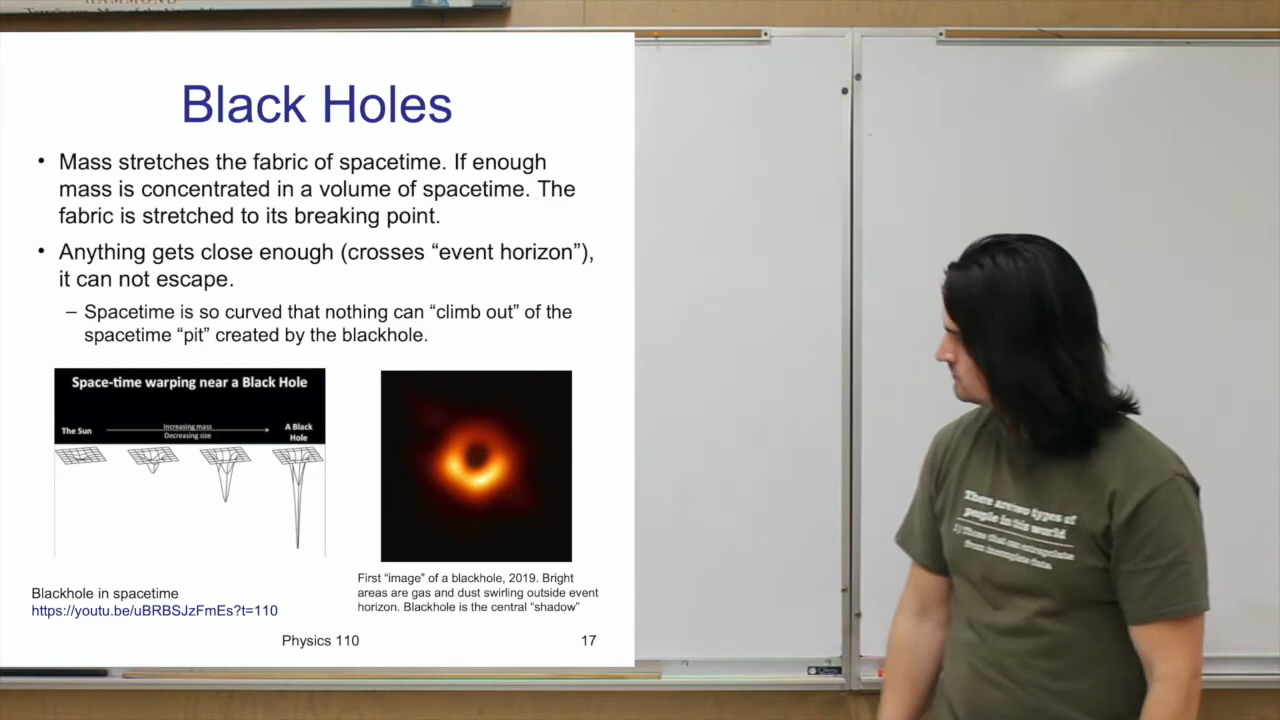 HAMMOND
Black Holes
• Mass stretches the fabric of spacetime. If enough
mass is concentrated in a volume of spacetime. The
fabric is stretched to its breaking point.
• Anything gets close enough (crosses “event horizon”),
it can not escape.
– Spacetime is so curved that nothing can “climb out” of the
spacetime “pit” created by the blackhole.
Space-time warping near a Black Hole
The Sun
Increasing mass
Decreasing size
A Black
Hole
Blackhole in spacetime
https://youtu.be/uBRBSJzFmEs?t=110
First “image” of a blackhole, 2019. Bright
areas are gas and dust swirling outside event
horizon. Blackhole is the central “shadow”
Physics 110
17
There are two types of
people in this world
1) Those that can extrapolate
from incomplete data.